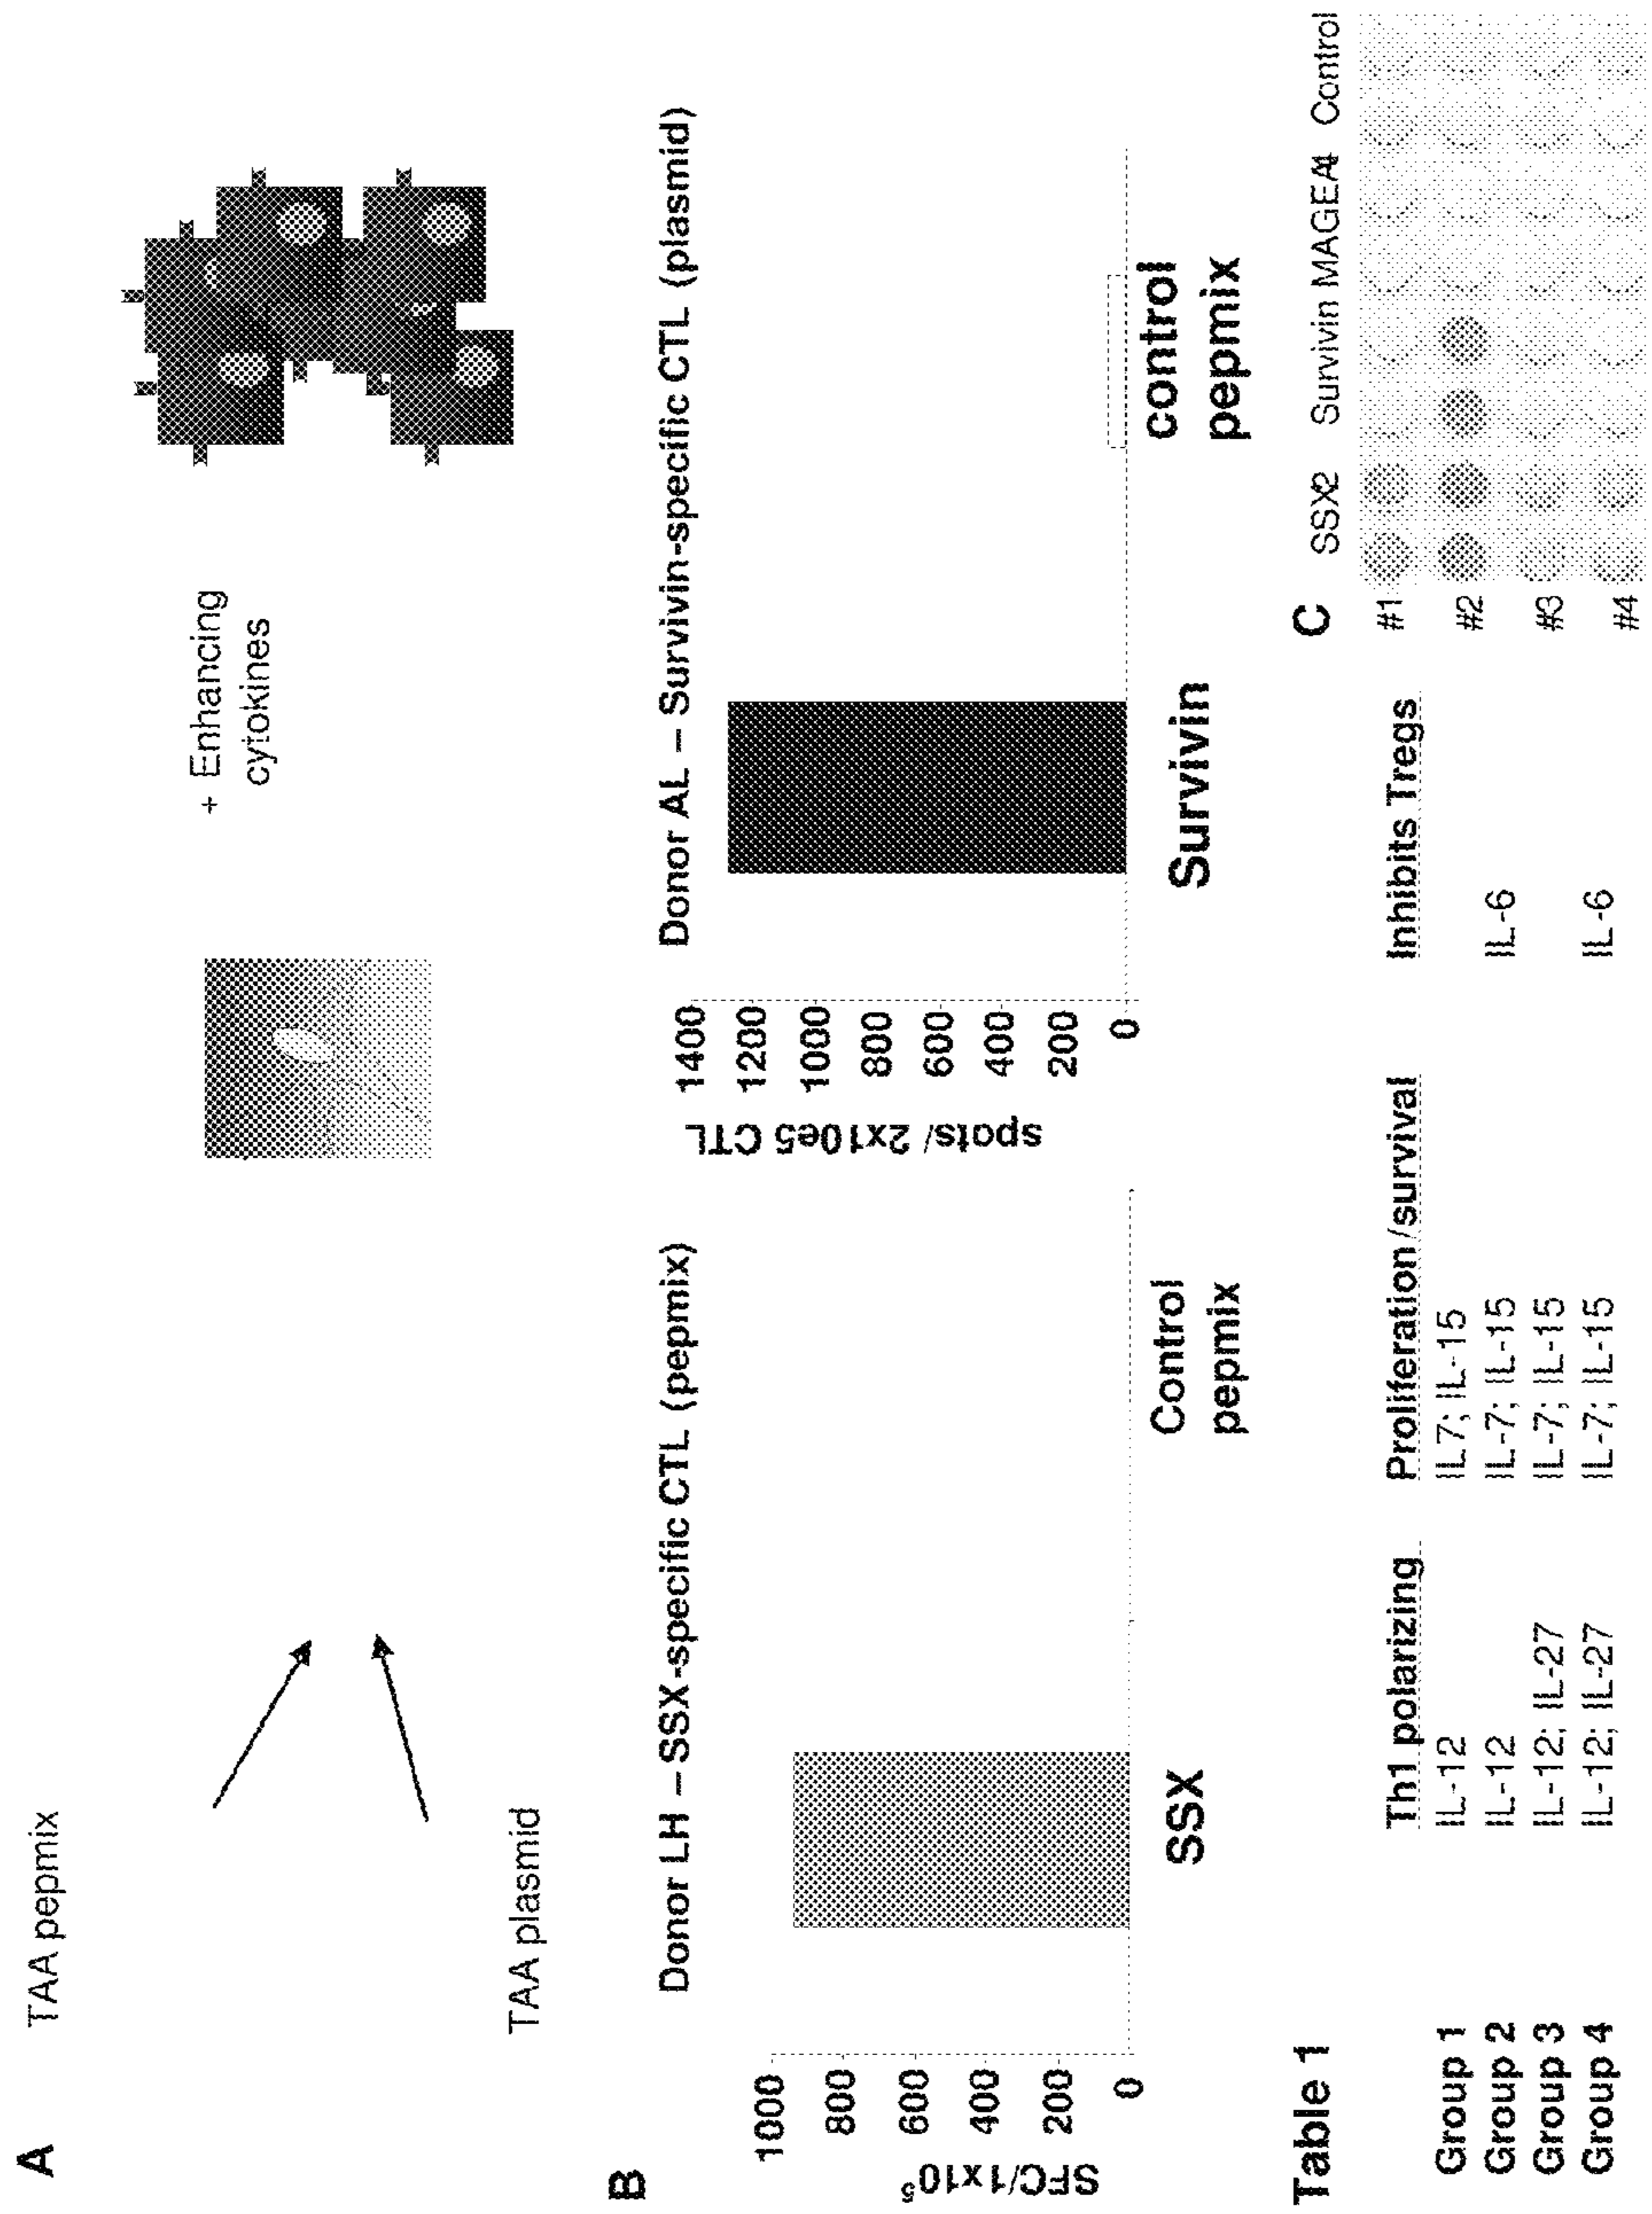 A
TAA pepmix
TAA plasmid
+ Enhancing
cytokines
B
Donor LH – SSX-specific CTL (pepmix)
SFC/1x10⁵
1000
800
600
400
200
0
SSX
Control
pepmix
Donor AL – Survivin-specific CTL (plasmid)
spots/ 2x10e5 CTL
1400
1200
1000
800
600
400
200
0
Survivin
control
pepmix
Table 1
Th1 polarizing Proliferation/survival Inhibits Tregs
Group 1 IL-12 IL7; IL-15
Group 2 IL-12 IL-7; IL-15 IL-6
Group 3 IL-12; IL-27 IL-7; IL-15
Group 4 IL-12; IL-27 IL-7; IL-15 IL-6
C
SSX2 Survivin MAGEA4 Control
#1
#2
#3
#4